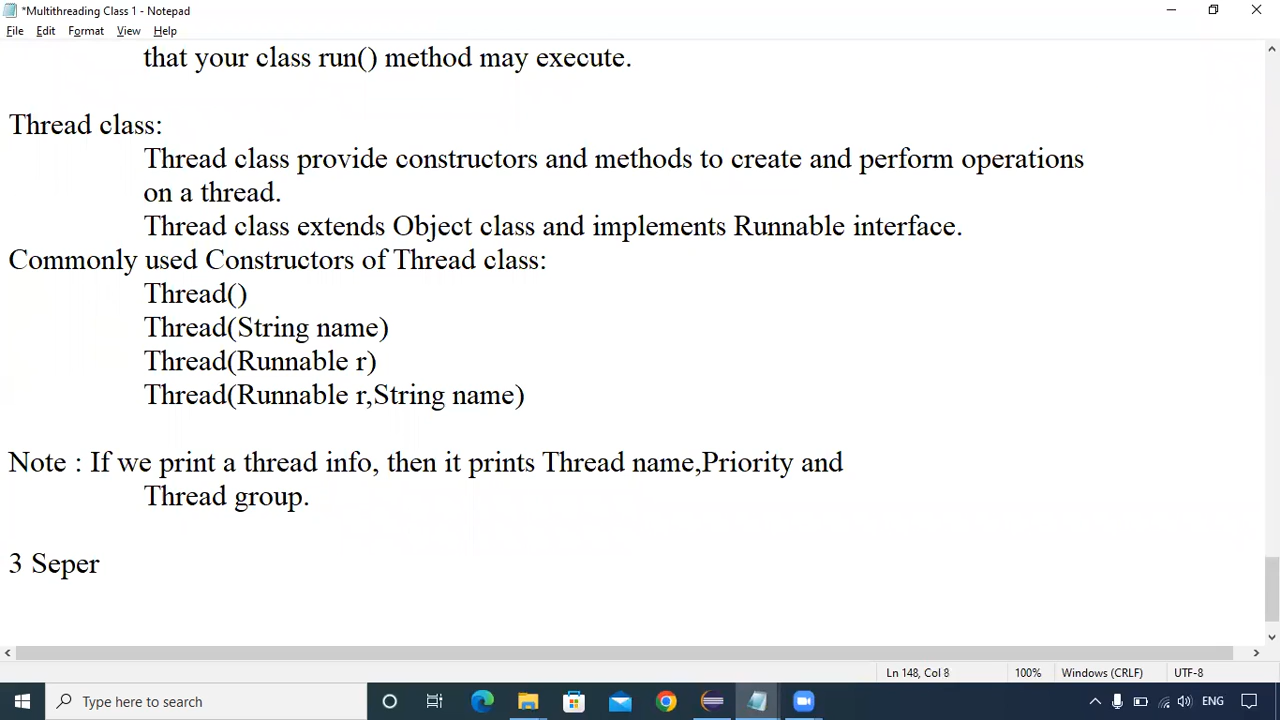 *Multithreading Class 1 - Notepad
File Edit Format View Help
that your class run() method may execute.
Thread class:
Thread class provide constructors and methods to create and perform operations
on a thread.
Thread class extends Object class and implements Runnable interface.
Commonly used Constructors of Thread class:
Thread()
Thread(String name)
Thread(Runnable r)
Thread(Runnable r,String name)
Note : If we print a thread info, then it prints Thread name,Priority and
Thread group.
3 Seper
Ln 148, Col 8 100% Windows (CRLF) UTF-8
Type here to search ENG